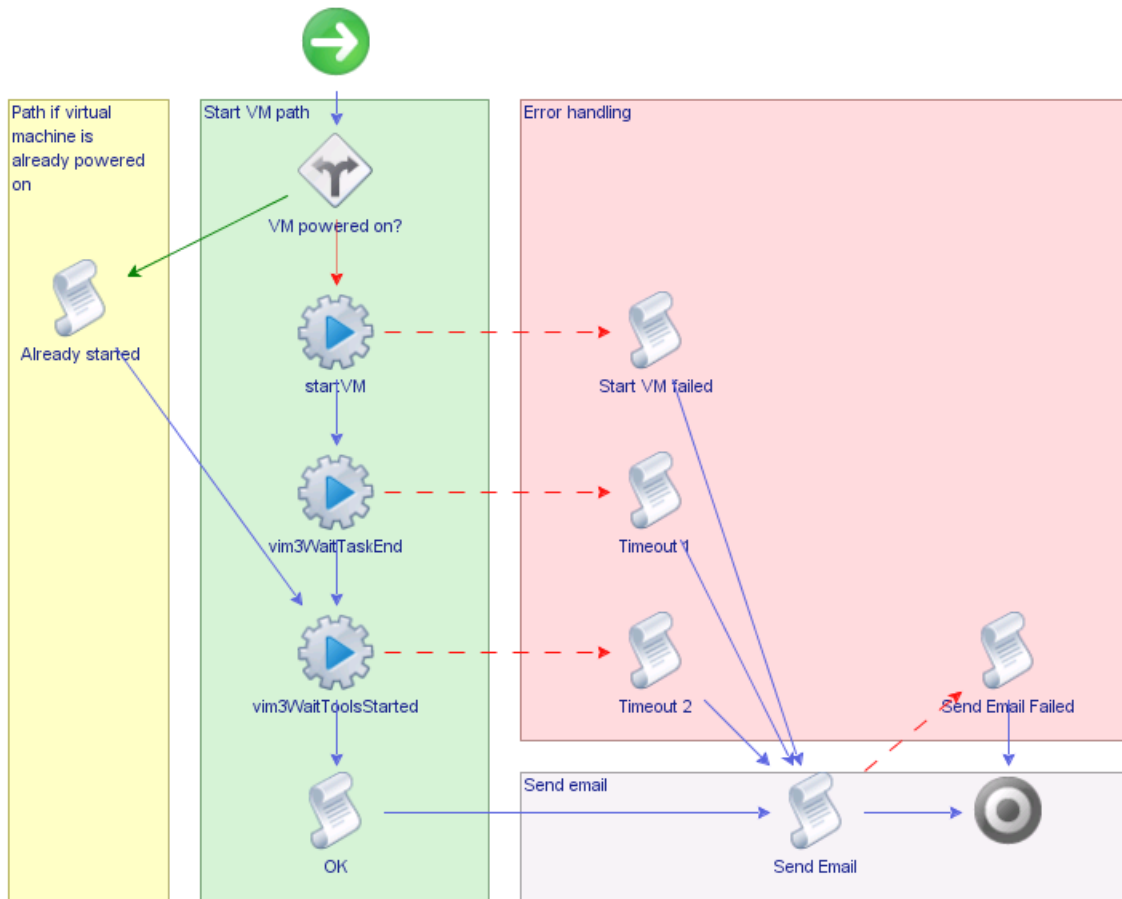 Path if virtual
machine is
already powered
on
Start VM path
Error handling
VM powered on?
Already started
startVM
Start VM failed
vim3WaitTaskEnd
Timeout 1
vim3WaitToolsStarted
Timeout 2
Send Email Failed
Send email
OK
Send Email